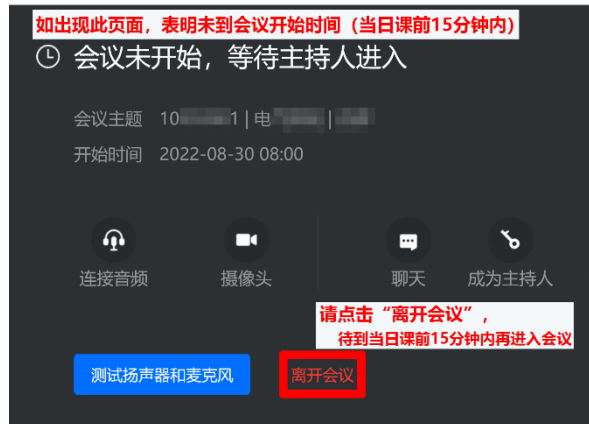 如出现此页面，表明未到会议开始时间（当日课前15分钟内）
会议未开始，等待主持人进入
会议主题 10 1 | 电 |
开始时间 2022-08-30 08:00
连接音频 摄像头 聊天 成为主持人
请点击“离开会议”，
待到当日课前15分钟内再进入会议
测试扬声器和麦克风 离开会议